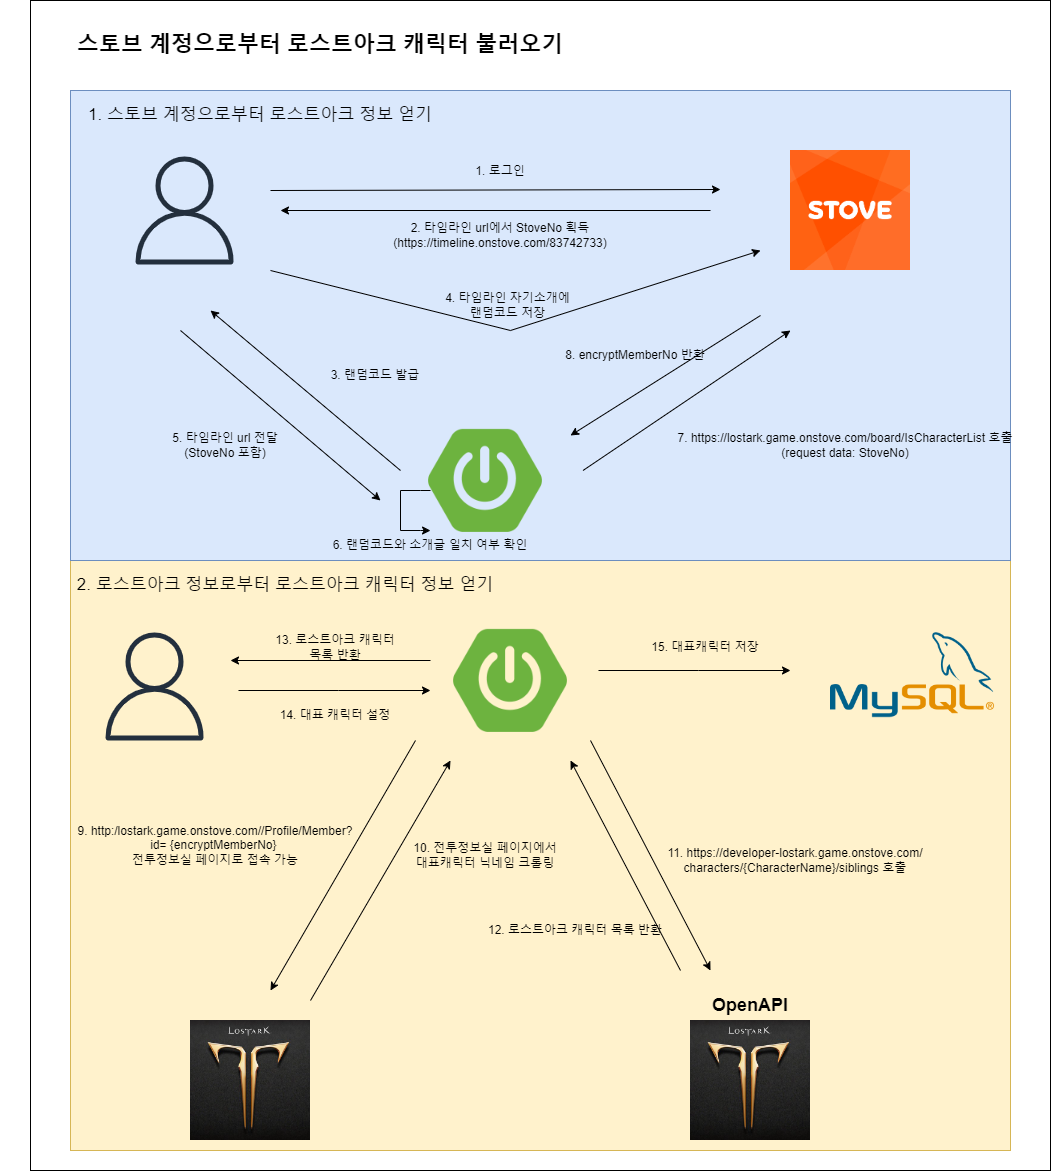 스토브 계정으로부터 로스트아크 캐릭터 불러오기
1. 스토브 계정으로부터 로스트아크 정보 얻기
1. 로그인
STOVE
2. 타임라인 url에서 StoveNo 획득
(https://timeline.onstove.com/83742733)
4. 타임라인 자기소개에
랜덤코드 저장
8. encryptMemberNo 반환
3. 랜덤코드 발급
5. 타임라인 url 전달
(StoveNo 포함)
7. https://lostark.game.onstove.com/board/IsCharacterList 호출
(request data: StoveNo)
6. 랜덤코드와 소개글 일치 여부 확인
2. 로스트아크 정보로부터 로스트아크 캐릭터 정보 얻기
13. 로스트아크 캐릭터
목록 반환
15. 대표캐릭터 저장
MySQL®
14. 대표 캐릭터 설정
9. http:/lostark.game.onstove.com//Profile/Member?
id= {encryptMemberNo}
전투정보실 페이지로 접속 가능
10. 전투정보실 페이지에서
대표캐릭터 닉네임 크롤링
11. https://developer-lostark.game.onstove.com/
characters/{CharacterName}/siblings 호출
12. 로스트아크 캐릭터 목록 반환
OpenAPI
LOSTARK
LOSTARK